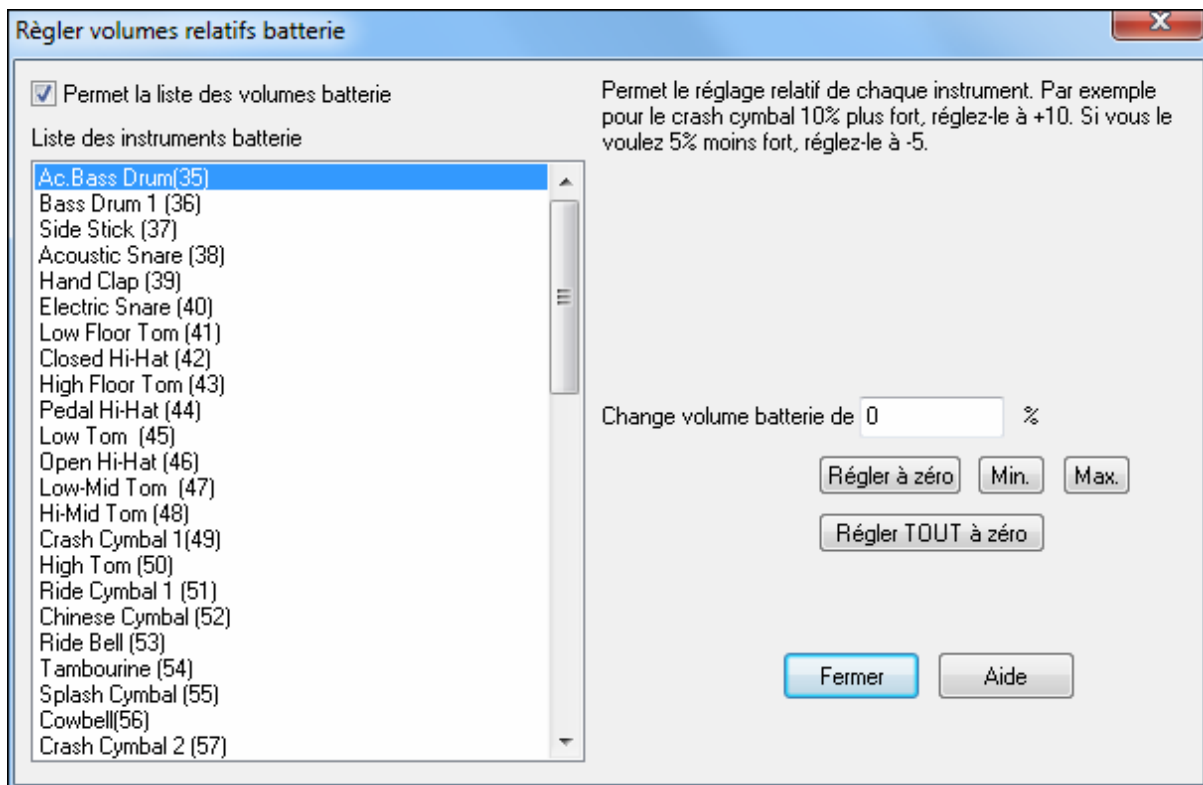 Règler volumes relatifs batterie
Permet la liste des volumes batterie
Liste des instruments batterie
Ac.Bass Drum(35)
Bass Drum 1 (36)
Side Stick (37)
Acoustic Snare (38)
Hand Clap (39)
Electric Snare (40)
Low Floor Tom (41)
Closed Hi-Hat (42)
High Floor Tom (43)
Pedal Hi-Hat (44)
Low Tom  (45)
Open Hi-Hat (46)
Low-Mid Tom  (47)
Hi-Mid Tom (48)
Crash Cymbal 1(49)
High Tom (50)
Ride Cymbal 1 (51)
Chinese Cymbal (52)
Ride Bell (53)
Tambourine (54)
Splash Cymbal (55)
Cowbell(56)
Crash Cymbal 2 (57)
Permet le réglage relatif de chaque instrument. Par exemple
pour le crash cymbal 10% plus fort, réglez-le à +10. Si vous le
voulez 5% moins fort, réglez-le à -5.
Change volume batterie de 0 %
Régler à zéro Min. Max.
Régler TOUT à zéro
Fermer Aide